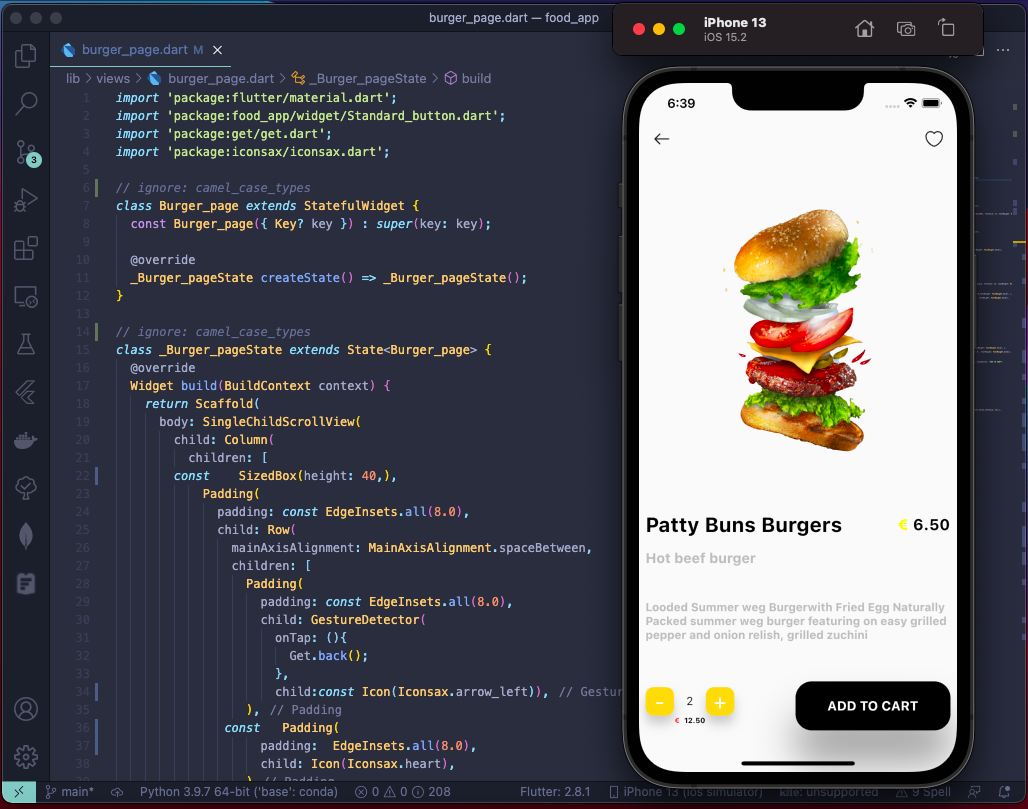 burger_page.dart — food_app
iPhone 13
iOS 15.2
burger_page.dart M
lib > views > burger_page.dart > _Burger_pageState > build
1 import 'package:flutter/material.dart';
2 import 'package:food_app/widget/Standard_button.dart';
3 import 'package:get/get.dart';
4 import 'package:iconsax/iconsax.dart';
5
6 // ignore: camel_case_types
7 class Burger_page extends StatefulWidget {
8 const Burger_page({ Key? key }) : super(key: key);
9
10 @override
11 _Burger_pageState createState() => _Burger_pageState();
12 }
13
14 // ignore: camel_case_types
15 class _Burger_pageState extends State<Burger_page> {
16 @override
17 Widget build(BuildContext context) {
18 return Scaffold(
19 body: SingleChildScrollView(
20 child: Column(
21 children: [
22 const SizedBox(height: 40,),
23 Padding(
24 padding: const EdgeInsets.all(8.0),
25 child: Row(
26 mainAxisAlignment: MainAxisAlignment.spaceBetween,
27 children: [
28 Padding(
29 padding: const EdgeInsets.all(8.0),
30 child: GestureDetector(
31 onTap: (){
32 Get.back();
33 },
34 child:const Icon(Iconsax.arrow_left)), // Gestur
35 ), // Padding
36 const Padding(
37 padding: EdgeInsets.all(8.0),
38 child: Icon(Iconsax.heart),
39 ), // Padding
3
6:39
Patty Buns Burgers
€ 6.50
Hot beef burger
Looded Summer weg Burgerwith Fried Egg Naturally
Packed summer weg burger featuring on easy grilled
pepper and onion relish, grilled zuchini
- 2 +
€ 12.50
ADD TO CART
main* Python 3.9.7 64-bit ('base': conda) 0 0 208 Flutter: 2.8.1 iPhone 13 (ios simulator) kite: unsupported 9 Spell